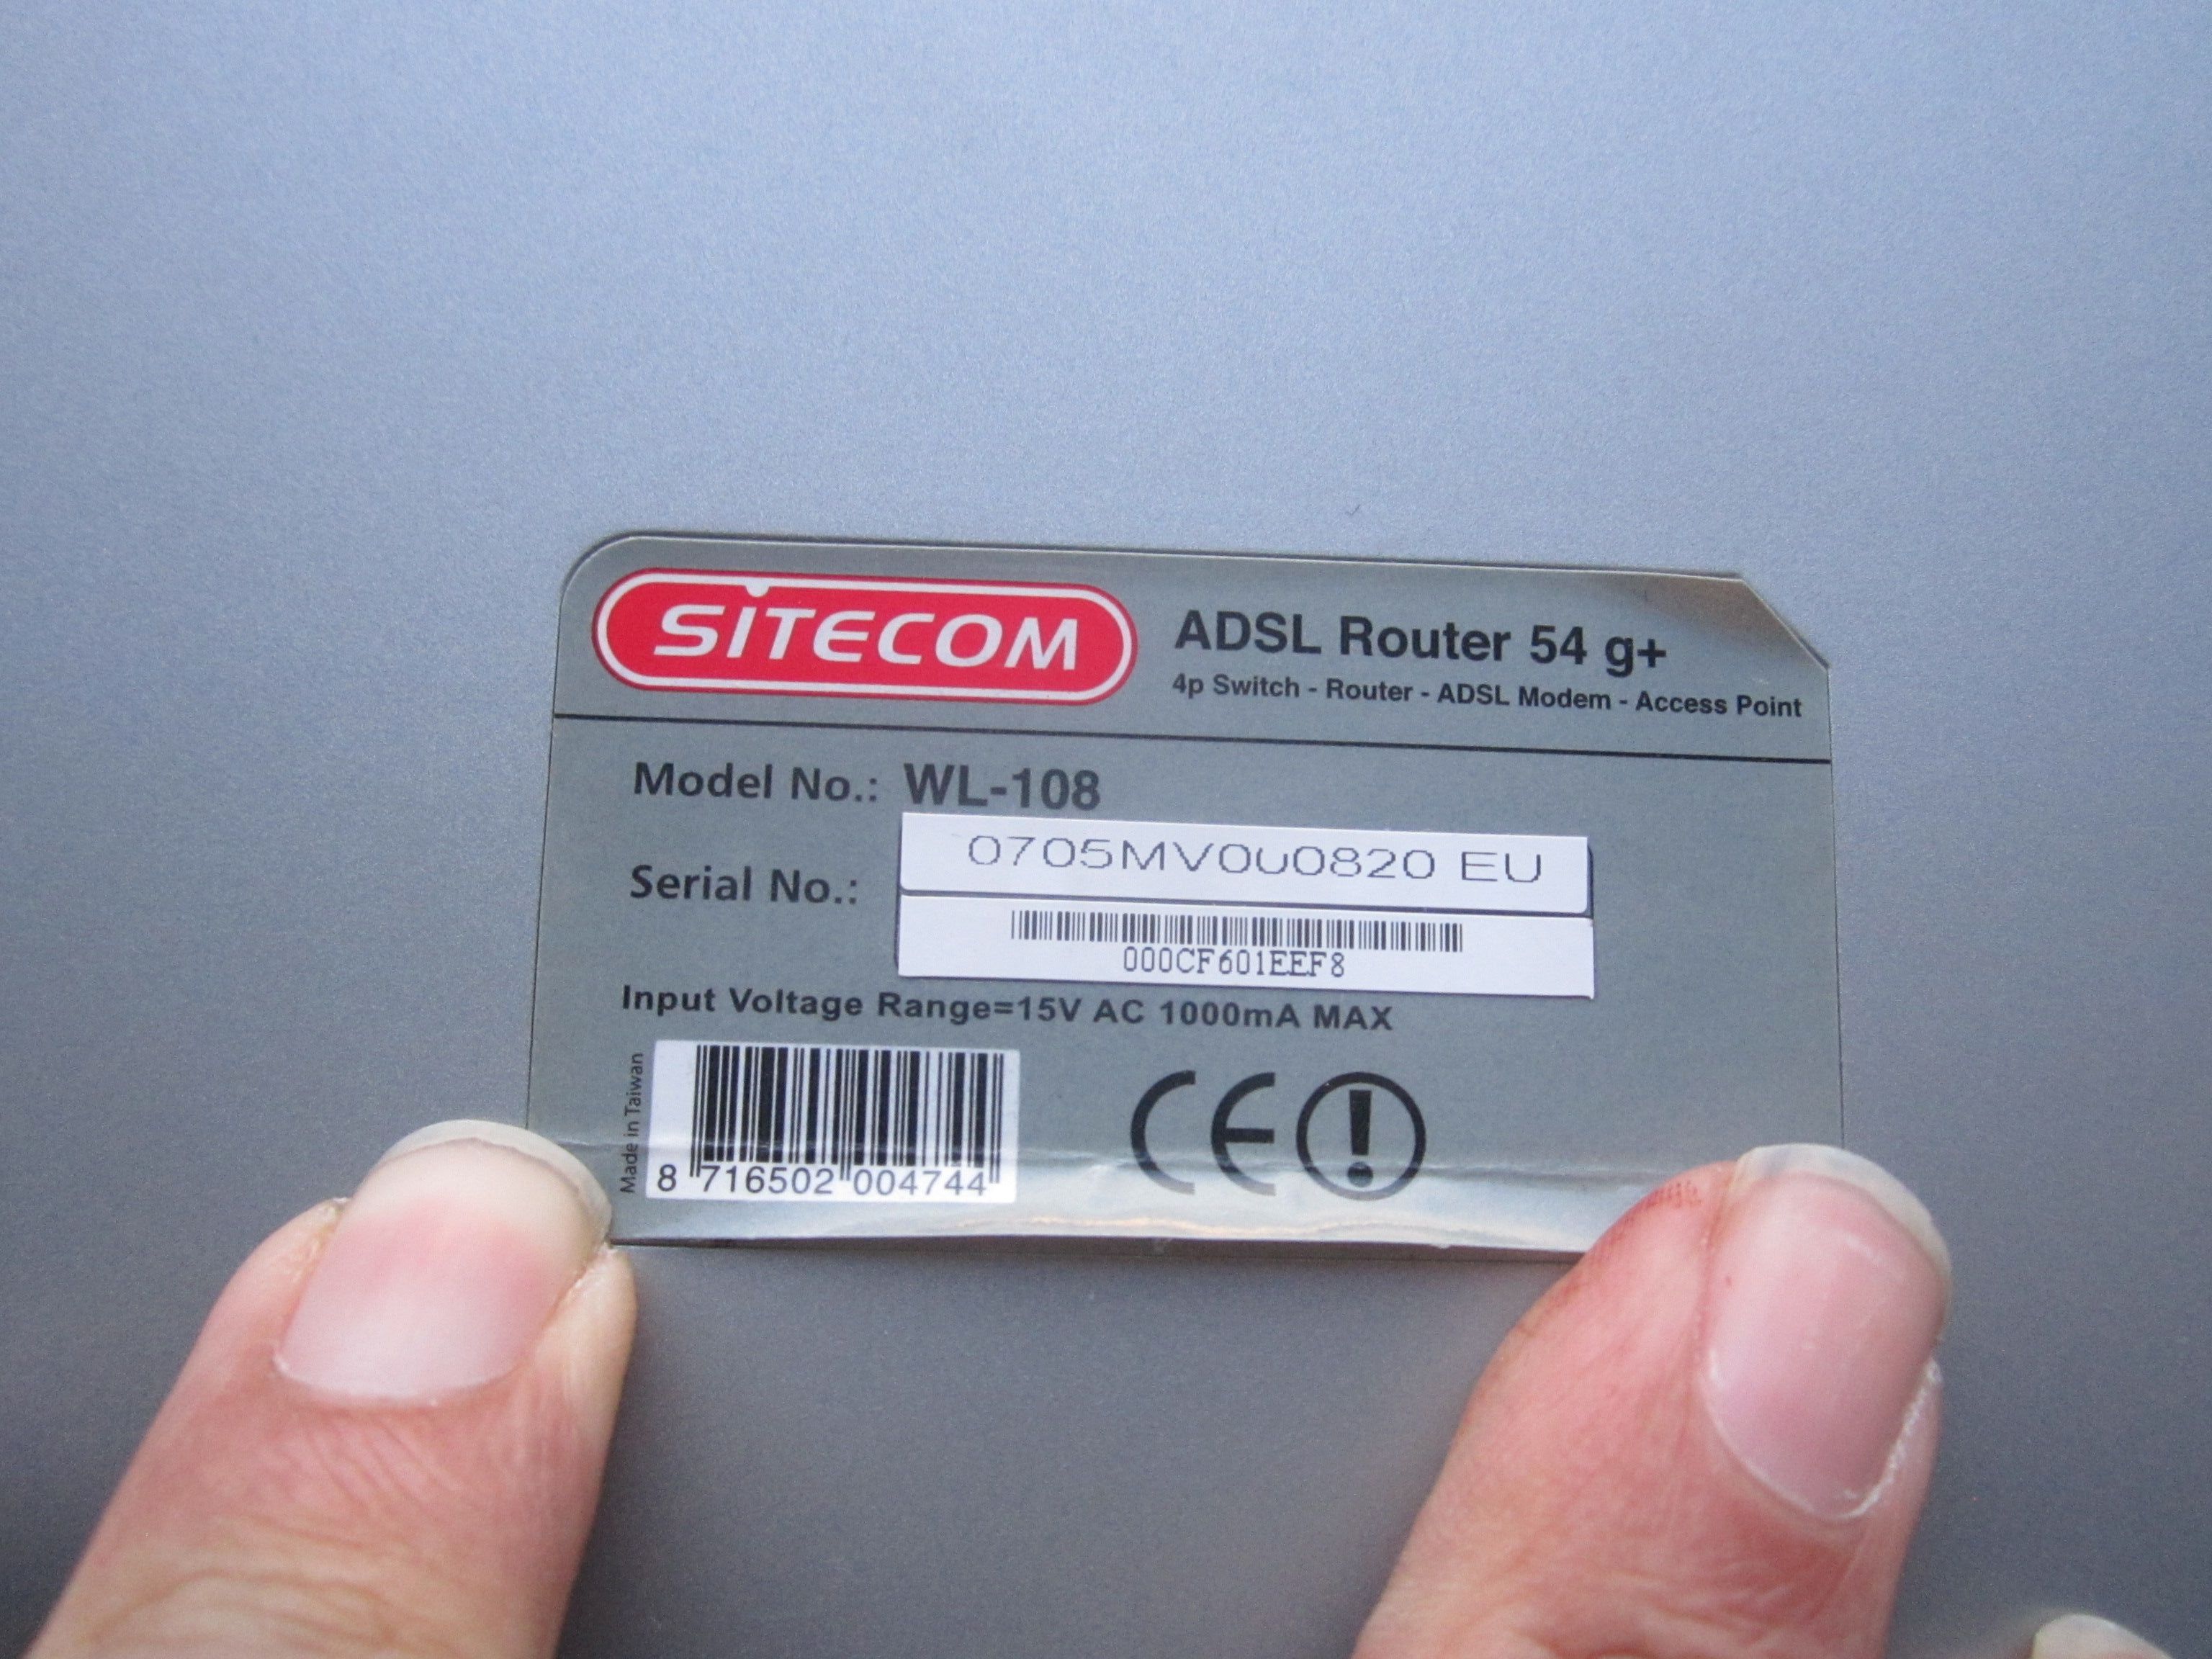 SiTECOM
ADSL Router 54 g+
4p Switch - Router - ADSL Modem - Access Point
Model No.: WL-108
Serial No.: 0705MV000820 EU
000CF601EEF8
Input Voltage Range=15V AC 1000mA MAX
Made in Taiwan
8 716502 004744
CE